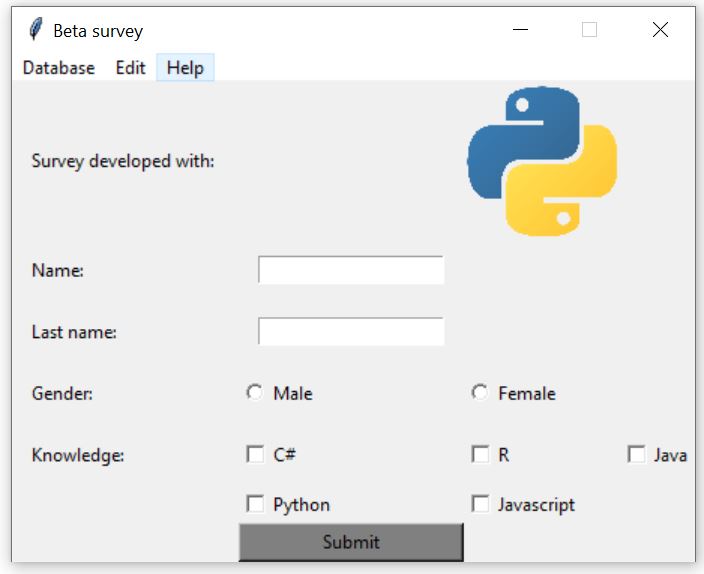 Beta survey
Database Edit Help
Survey developed with:
Name:
Last name:
Gender: Male Female
Knowledge: C# R Java
Python Javascript
Submit